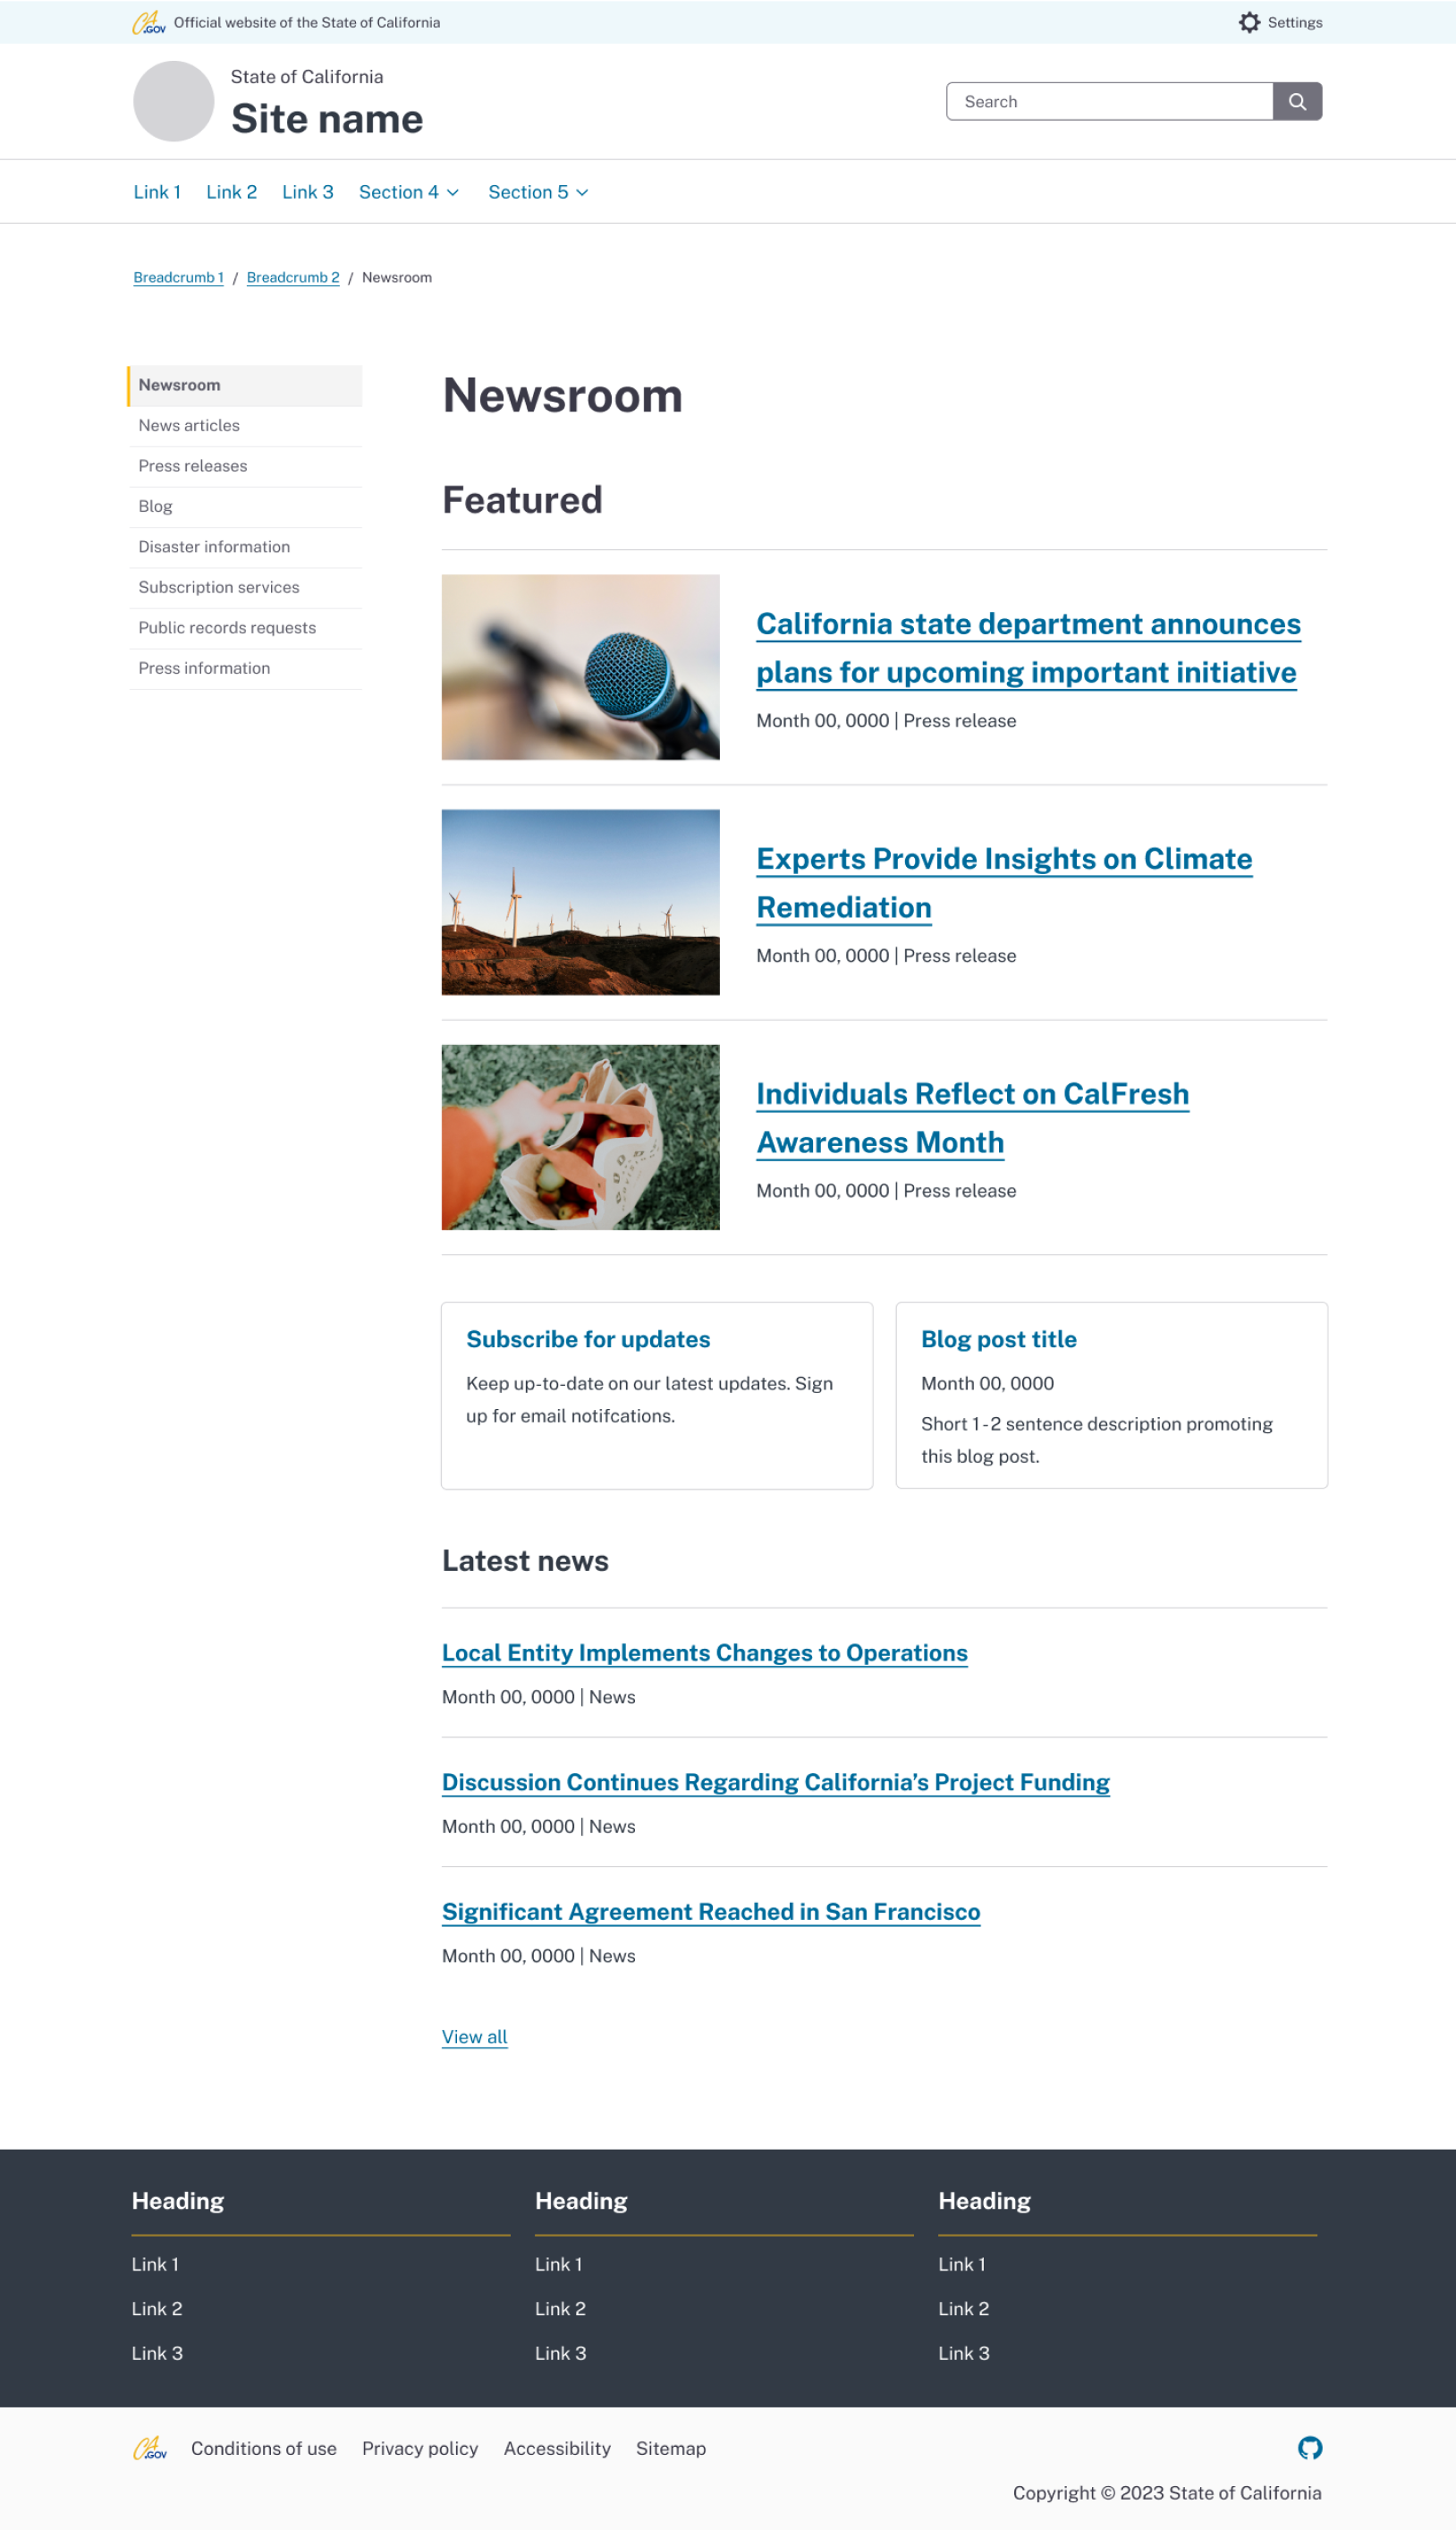 CA.GOV Official website of the State of California
Settings
State of California
Site name
Search
Link 1 Link 2 Link 3 Section 4 Section 5
Breadcrumb 1 / Breadcrumb 2 / Newsroom
Newsroom
News articles
Press releases
Blog
Disaster information
Subscription services
Public records requests
Press information
Newsroom
Featured
California state department announces
plans for upcoming important initiative
Month 00, 0000 | Press release
Experts Provide Insights on Climate
Remediation
Month 00, 0000 | Press release
Individuals Reflect on CalFresh
Awareness Month
Month 00, 0000 | Press release
Subscribe for updates
Keep up-to-date on our latest updates. Sign
up for email notifcations.
Blog post title
Month 00, 0000
Short 1-2 sentence description promoting
this blog post.
Latest news
Local Entity Implements Changes to Operations
Month 00, 0000 | News
Discussion Continues Regarding California’s Project Funding
Month 00, 0000 | News
Significant Agreement Reached in San Francisco
Month 00, 0000 | News
View all
Heading
Link 1
Link 2
Link 3
Heading
Link 1
Link 2
Link 3
Heading
Link 1
Link 2
Link 3
CA.GOV Conditions of use Privacy policy Accessibility Sitemap
Copyright © 2023 State of California